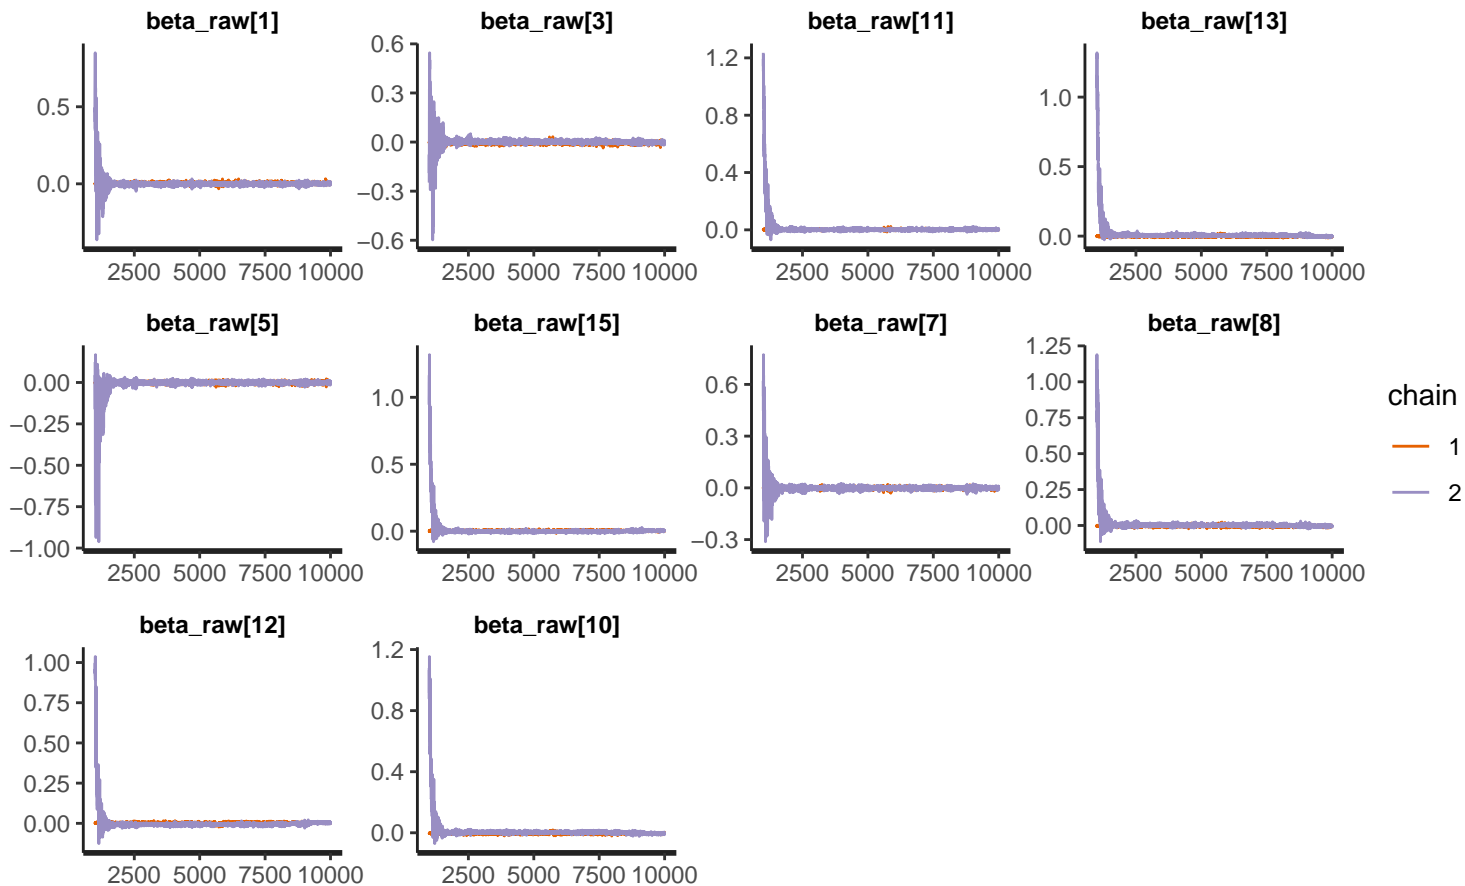 beta_raw[1]
0.5
0.0
2500 5000 7500 10000
beta_raw[3]
0.6
0.3
0.0
−0.3
−0.6
2500 5000 7500 10000
beta_raw[11]
1.2
0.8
0.4
0.0
2500 5000 7500 10000
beta_raw[13]
1.0
0.5
0.0
2500 5000 7500 10000
beta_raw[5]
0.00
−0.25
−0.50
−0.75
−1.00
2500 5000 7500 10000
beta_raw[15]
1.0
0.5
0.0
2500 5000 7500 10000
beta_raw[7]
0.6
0.3
0.0
−0.3
2500 5000 7500 10000
beta_raw[8]
1.25
1.00
0.75
0.50
0.25
0.00
2500 5000 7500 10000
chain
1
2
beta_raw[12]
1.00
0.75
0.50
0.25
0.00
2500 5000 7500 10000
beta_raw[10]
1.2
0.8
0.4
0.0
2500 5000 7500 10000